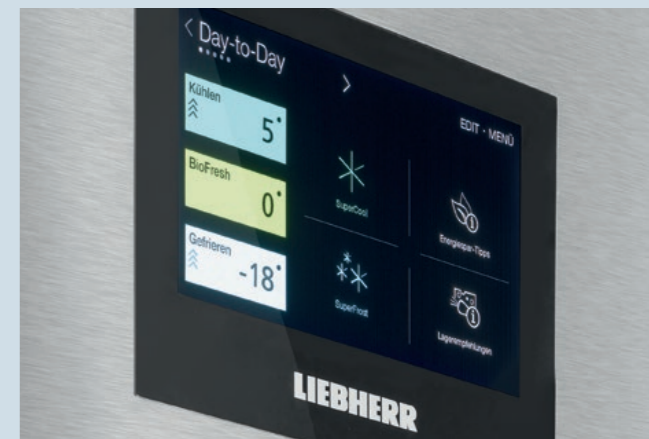 < Day-to-Day >
EDIT · MENÜ
Kühlen
5°
BioFresh
0°
Gefrieren
-18°
SuperCool
Energiespar-Tipps
SuperFrost
Lagerempfehlungen
LIEBHERR